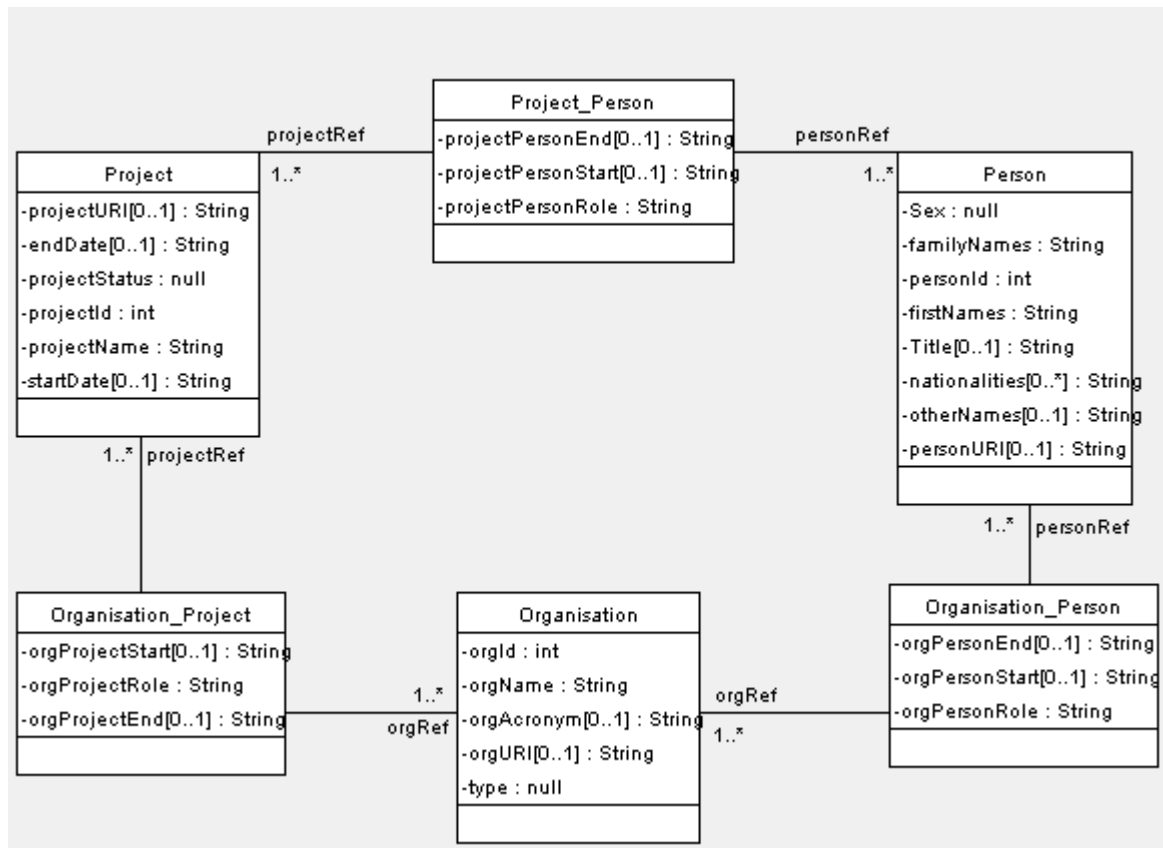 Project_Person
-projectPersonEnd[0..1] : String
-projectPersonStart[0..1] : String
-projectPersonRole : String
projectRef
1..*
personRef
1..*
Project
-projectURI[0..1] : String
-endDate[0..1] : String
-projectStatus : null
-projectId : int
-projectName : String
-startDate[0..1] : String
Person
-Sex : null
-familyNames : String
-personId : int
-firstNames : String
-Title[0..1] : String
-nationalities[0..*] : String
-otherNames[0..1] : String
-personURI[0..1] : String
1..* projectRef
1..* personRef
Organisation_Project
-orgProjectStart[0..1] : String
-orgProjectRole : String
-orgProjectEnd[0..1] : String
1..*
orgRef
Organisation
-orgId : int
-orgName : String
-orgAcronym[0..1] : String
-orgURI[0..1] : String
-type : null
orgRef
1..*
Organisation_Person
-orgPersonEnd[0..1] : String
-orgPersonStart[0..1] : String
-orgPersonRole : String